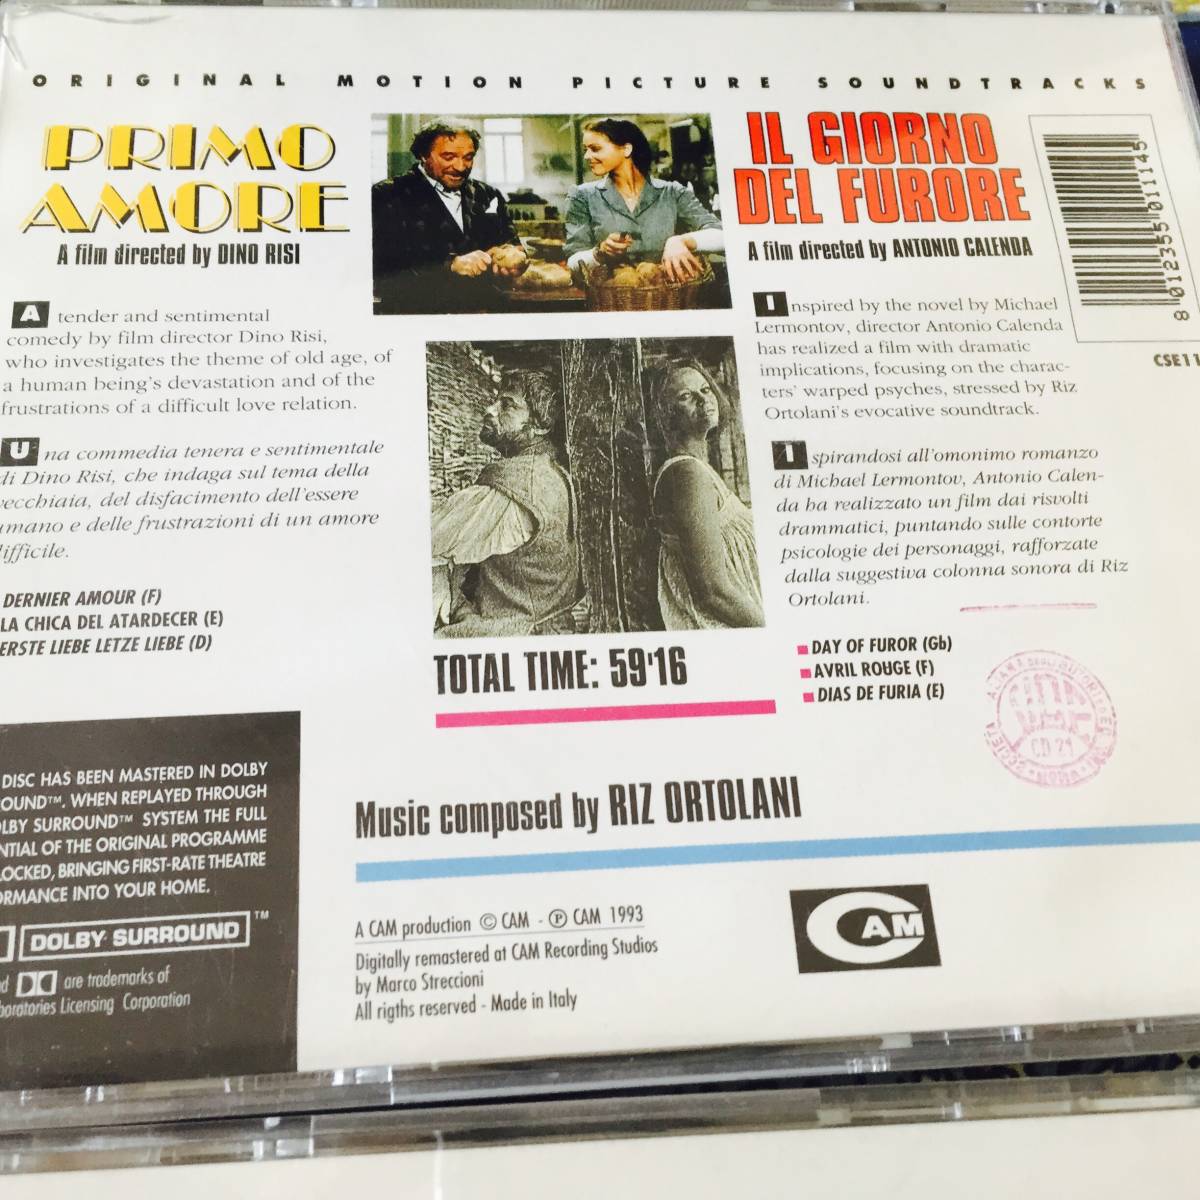 ORIGINAL MOTION PICTURE SOUNDTRACKS
PRIMO
AMORE
A film directed by DINO RISI
A tender and sentimental
comedy by film director Dino Risi,
who investigates the theme of old age, of
a human being's devastation and of the
frustrations of a difficult love relation.
Una commedia tenera e sentimentale
di Dino Risi, che indaga sul tema della
vecchiaia, del disfacimento dell'essere
umano e delle frustrazioni di un amore
difficile.
DERNIER AMOUR (F)
LA CHICA DEL ATARDECER (E)
ERSTE LIEBE LETZE LIEBE (D)
IL GIORNO
DEL FURORE
A film directed by ANTONIO CALENDA
Inspired by the novel by Michael
Lermontov, director Antonio Calenda
has realized a film with dramatic
implications, focusing on the charac-
ters' warped psyches, stressed by Riz
Ortolani's evocative soundtrack.
Ispirandosi all'omonimo romanzo
di Michael Lermontov, Antonio Calen-
da ha realizzato un film dai risvolti
drammatici, puntando sulle contorte
psicologie dei personaggi, rafforzate
dalla suggestiva colonna sonora di Riz
Ortolani.
DAY OF FUROR (Gb)
AVRIL ROUGE (F)
DIAS DE FURIA (E)
8 012355 011145
CSE11
TOTAL TIME: 59'16
CD 21
Music composed by RIZ ORTOLANI
DISC HAS BEEN MASTERED IN DOLBY
OUND™. WHEN REPLAYED THROUGH
LBY SURROUND™ SYSTEM THE FULL
NTIAL OF THE ORIGINAL PROGRAMME
LOCKED, BRINGING FIRST-RATE THEATRE
ORMANCE INTO YOUR HOME.
DOLBY SURROUND™
d are trademarks of
boratories Licensing Corporation
A CAM production © CAM - ℗ CAM 1993
Digitally remastered at CAM Recording Studios
by Marco Streccioni
All rigths reserved - Made in Italy
CAM